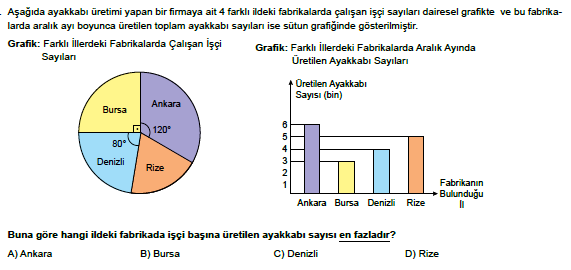 Aşağıda ayakkabı üretimi yapan bir firmaya ait 4 farklı ildeki fabrikalarda çalışan işçi sayıları dairesel grafikte ve bu fabrika-
larda aralık ayı boyunca üretilen toplam ayakkabı sayıları ise sütun grafiğinde gösterilmiştir.
Grafik: Farklı İllerdeki Fabrikalarda Çalışan İşçi
Sayıları
Bursa
Ankara
120°
80°
Denizli
Rize
Grafik: Farklı İllerdeki Fabrikalarda Aralık Ayında
Üretilen Ayakkabı Sayıları
Üretilen Ayakkabı
Sayısı (bin)
6
5
4
3
2
1
Ankara Bursa Denizli Rize
Fabrikanın
Bulunduğu
İl
Buna göre hangi ildeki fabrikada işçi başına üretilen ayakkabı sayısı en fazladır?
A) Ankara B) Bursa C) Denizli D) Rize